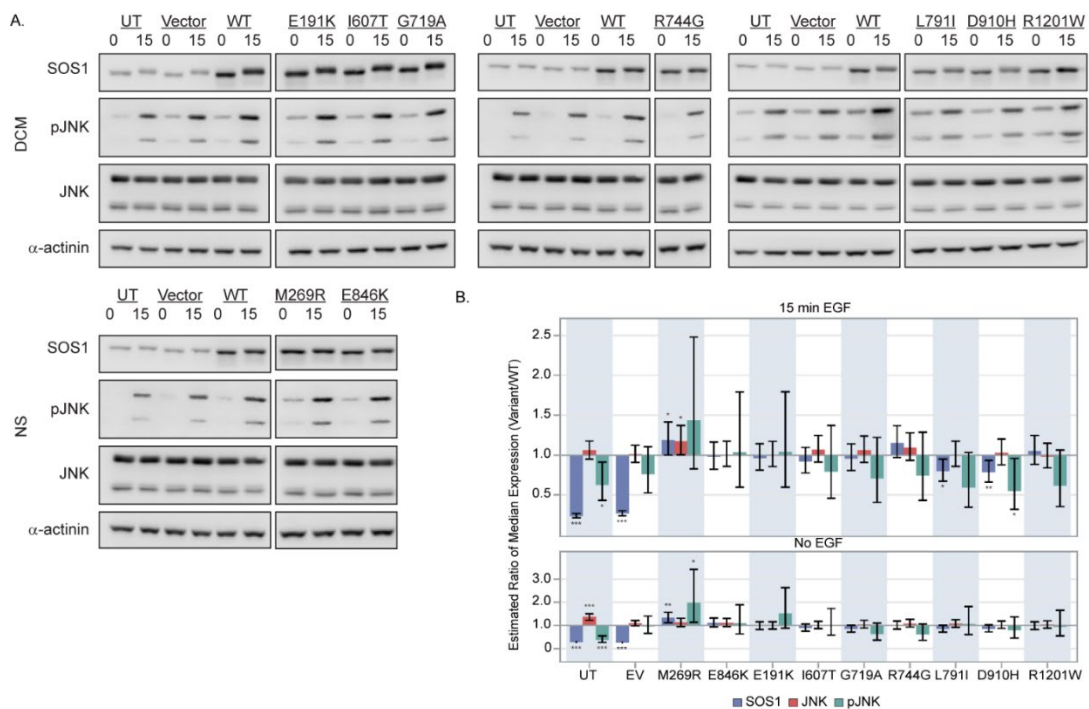 A.
UT Vector WT E191K I607T G719A
0 15 0 15 0 15 0 15 0 15 0 15
R744G
UT Vector WT
0 15 0 15 0 15 0 15
UT Vector WT L791I D910H R1201W
0 15 0 15 0 15 0 15 0 15 0 15
DCM
SOS1
pJNK
JNK
α-actinin
UT Vector WT M269R E846K
0 15 0 15 0 15 0 15 0 15
NS
SOS1
pJNK
JNK
α-actinin
B.
15 min EGF
Estimated Ratio of Median Expression (Variant/WT)
2.5
2.0
1.5
1.0
0.5
*** * *** * * * ** *
No EGF
3.0
2.0
1.0
0
*** *** *** *** ** *
UT EV M269R E846K E191K I607T G719A R744G L791I D910H R1201W
SOS1 JNK pJNK